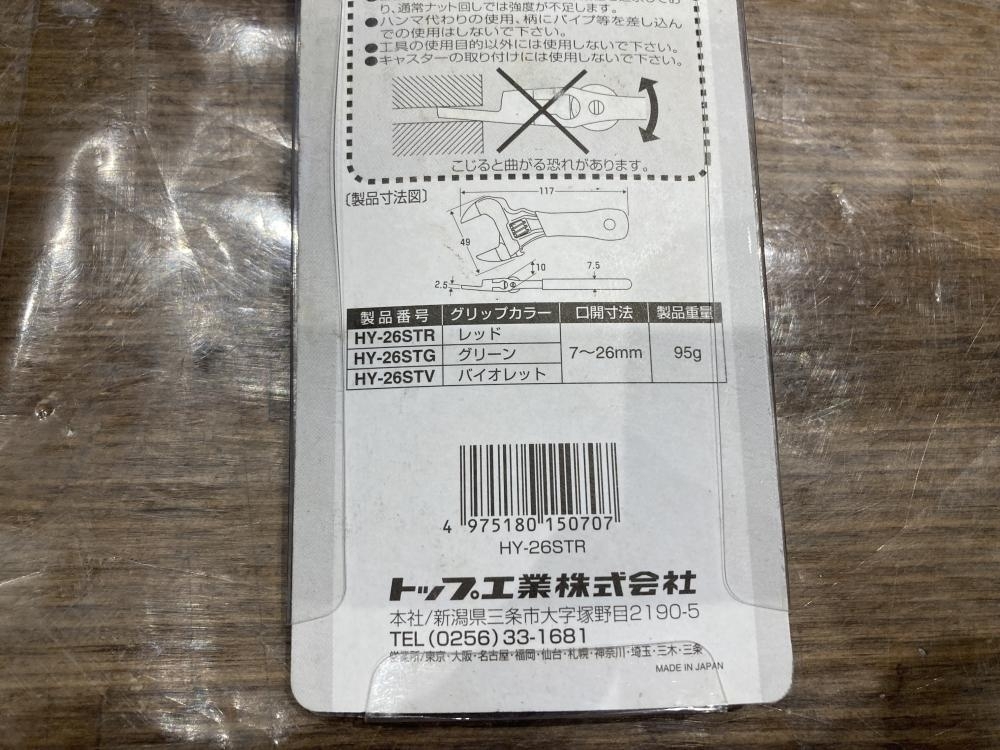 り、通常ナット回しでは強度が不足します。
●ハンマ代わりの使用、柄にパイプ等を差し込ん
での使用はしないで下さい。
●工具の使用目的以外には使用しないで下さい。
●キャスターの取り付けには使用しないで下さい。
こじると曲がる恐れがあります。
〔製品寸法図〕
117
49
10
7.5
2.5
製品番号 グリップカラー 口開寸法 製品重量
HY-26STR レッド
HY-26STG グリーン 7～26mm 95g
HY-26STV バイオレット
4 975180 150707
HY-26STR
トップ工業株式会社
本社/新潟県三条市大字塚野目2190-5
TEL(0256)33-1681
営業所/東京・大阪・名古屋・福岡・仙台・札幌・神奈川・埼玉・三木・三条
MADE IN JAPAN